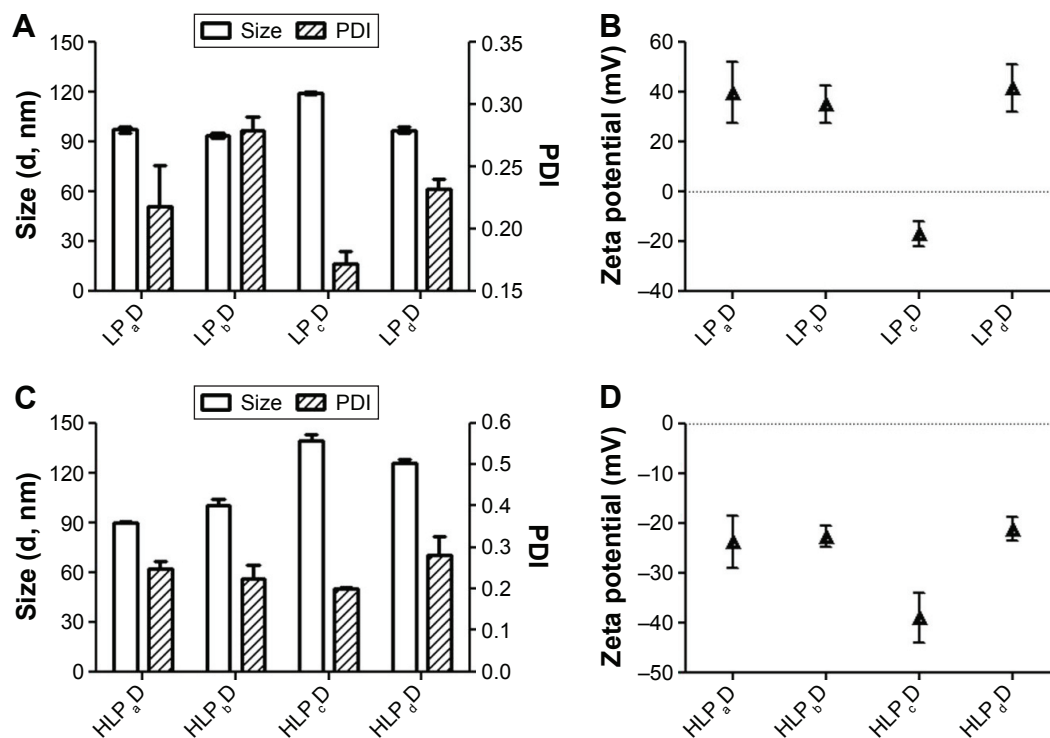 A
Size PDI
Size (d, nm)
150
120
90
60
30
0
0.35
0.30
0.25
0.20
0.15
PDI
LPaD LPbD LPcD LPdD
B
Zeta potential (mV)
60
40
20
0
–20
–40
LPaD LPbD LPcD LPdD
C
Size PDI
Size (d, nm)
150
120
90
60
30
0
0.6
0.5
0.4
0.3
0.2
0.1
0.0
PDI
HLPaD HLPbD HLPcD HLPdD
D
Zeta potential (mV)
0
–10
–20
–30
–40
–50
HLPaD HLPbD HLPcD HLPdD